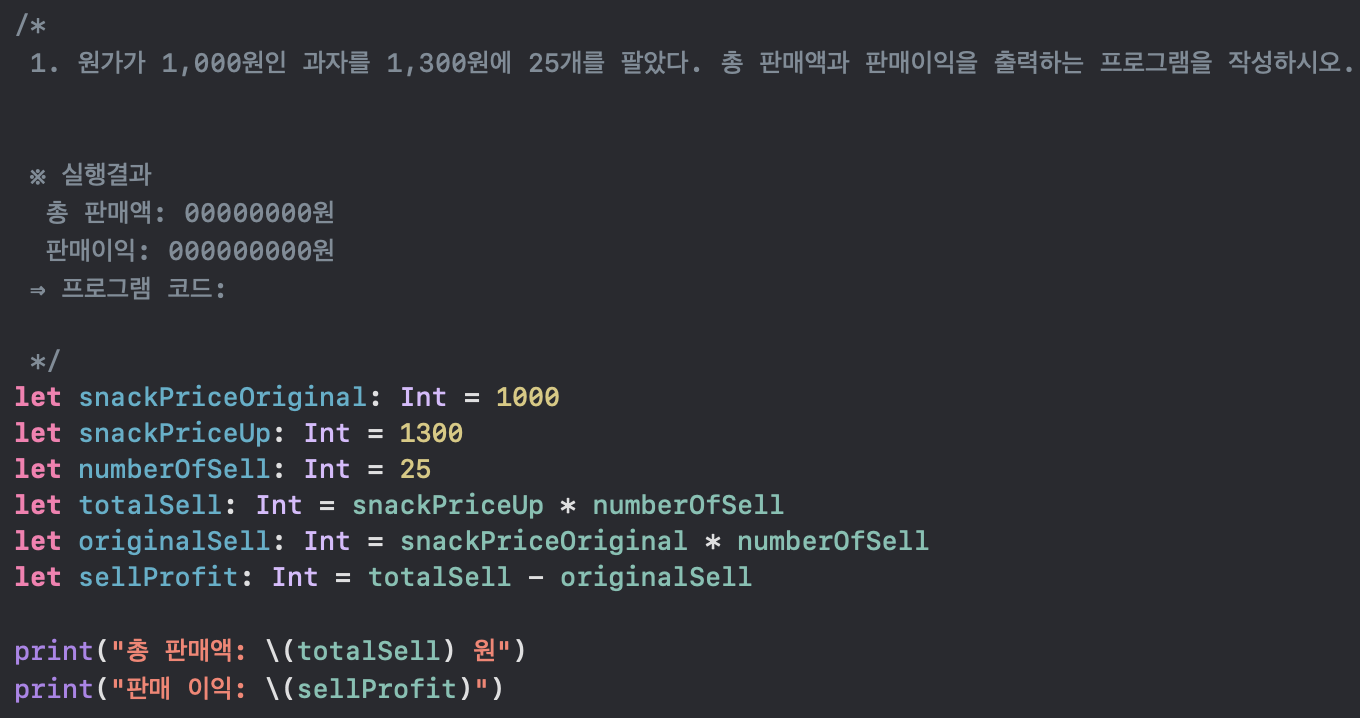 /*
1. 원가가 1,000원인 과자를 1,300원에 25개를 팔았다. 총 판매액과 판매이익을 출력하는 프로그램을 작성하시오.
※ 실행결과
총 판매액: 00000000원
판매이익: 000000000원
⇒ 프로그램 코드:
*/
let snackPriceOriginal: Int = 1000
let snackPriceUp: Int = 1300
let numberOfSell: Int = 25
let totalSell: Int = snackPriceUp * numberOfSell
let originalSell: Int = snackPriceOriginal * numberOfSell
let sellProfit: Int = totalSell - originalSell
print("총 판매액: \(totalSell) 원")
print("판매 이익: \(sellProfit)")